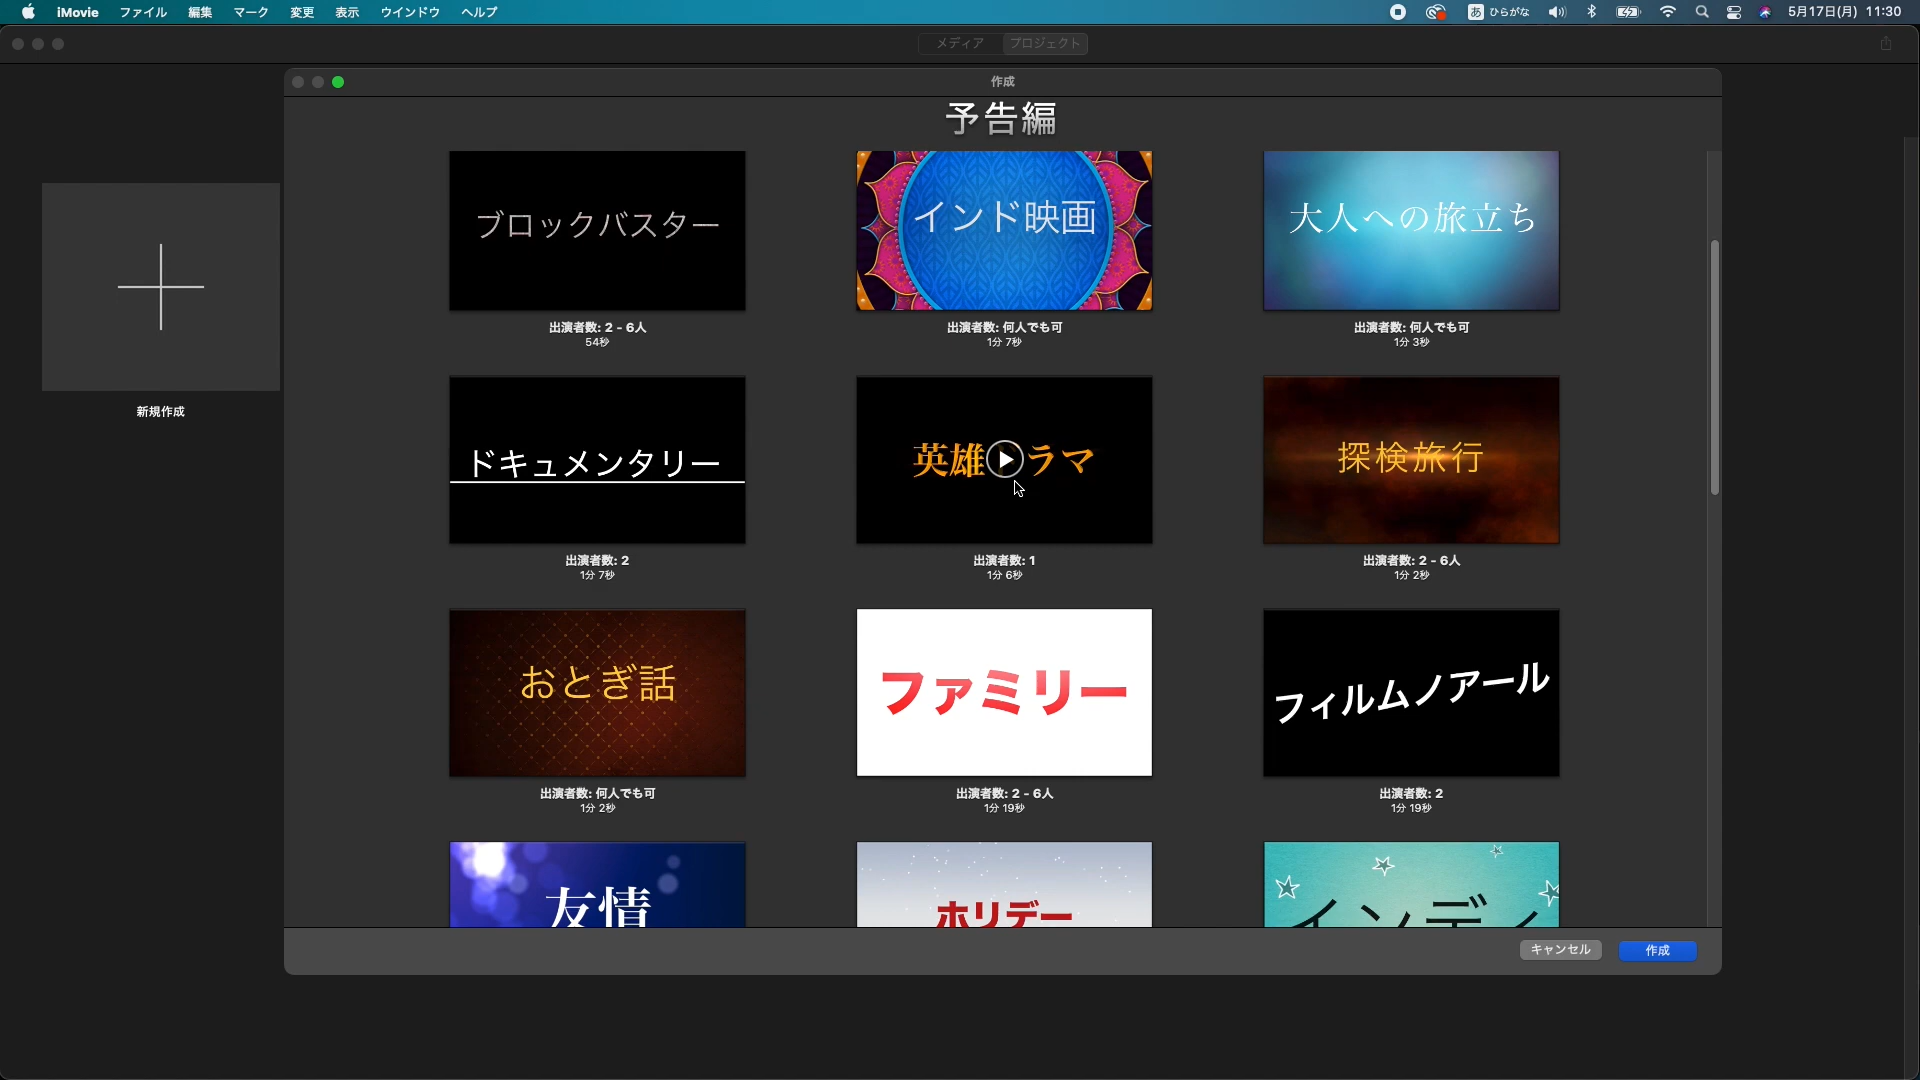 iMovie ファイル 編集 マーク 変更 表示 ウインドウ ヘルプ あ ひらがな 5月17日(月) 11:30
メディア プロジェクト
作成
予告編
ブロックバスター インド映画 大人への旅立ち
出演者数: 2 - 6人 出演者数: 何人でも可 出演者数: 何人でも可
54秒 1分 7秒 1分 3秒
新規作成
ドキュメンタリー 英雄 ラマ 探検旅行
出演者数: 2 出演者数: 1 出演者数: 2 - 6人
1分 7秒 1分 6秒 1分 2秒
おとぎ話 ファミリー フィルムノアール
出演者数: 何人でも可 出演者数: 2 - 6人 出演者数: 2
1分 2秒 1分 19秒 1分 19秒
友情 ホリデー インディ
キャンセル 作成